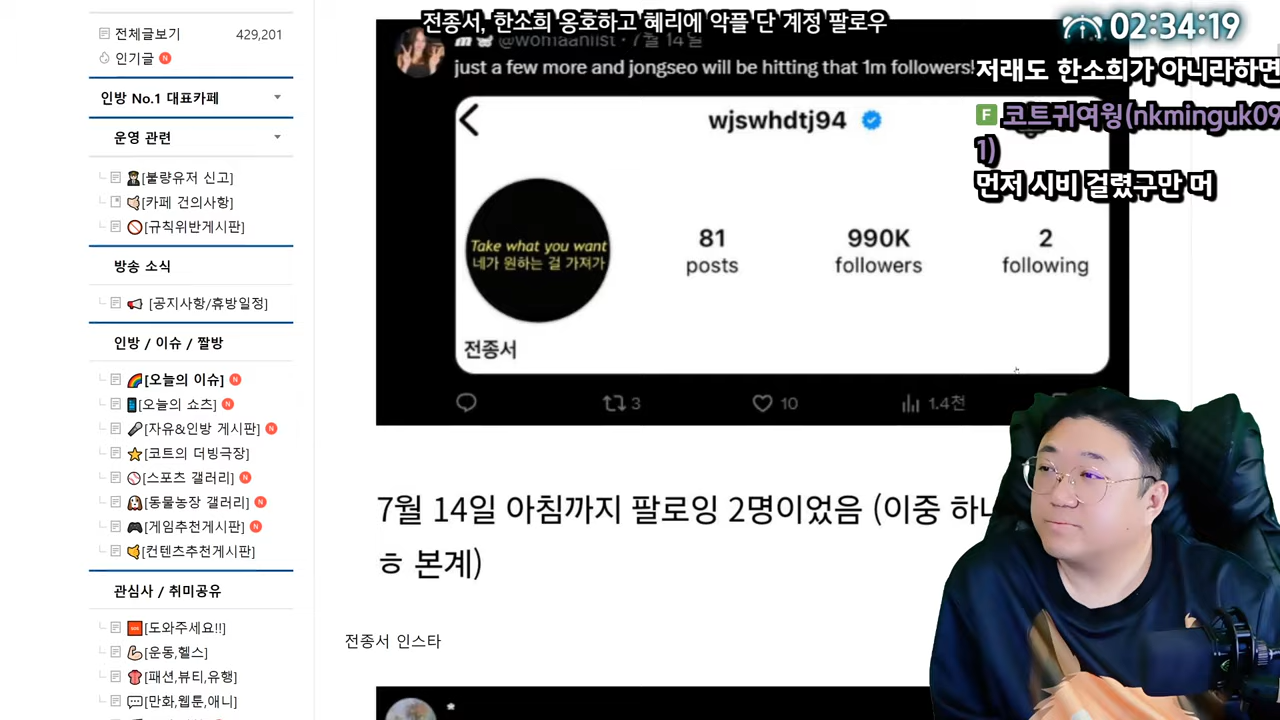 전종서, 한소희 옹호하고 혜리에 악플 단 계정 팔로우
02:34:19
전체글보기 429,201
인기글 N
인방 No.1 대표카페
운영 관련
[불량유저 신고]
[카페 건의사항]
[규칙위반게시판]
방송 소식
[공지사항/휴방일정]
인방 / 이슈 / 짤방
[오늘의 이슈] N
[오늘의 쇼츠] N
[자유&인방 게시판] N
[코트의 더빙극장]
[스포츠 갤러리] N
[동물농장 갤러리] N
[게임추천게시판] N
[컨텐츠추천게시판]
관심사 / 취미공유
[도와주세요!!]
[운동,헬스]
[패션,뷰티,유행]
[만화,웹툰,애니]
@womaanlist · 7월 14일
just a few more and jongseo will be hitting that 1m followers!
wjswhdtj94
Take what you want
네가 원하는 걸 가져가
81 990K 2
posts followers following
전종서
3 10 1.4천
7월 14일 아침까지 팔로잉 2명이었음 (이중 하나
ㅎ 본계)
전종서 인스타
저래도 한소희가 아니라하면
F 코트귀여웡(nkminguk09
1)
먼저 시비 걸렸구만 머